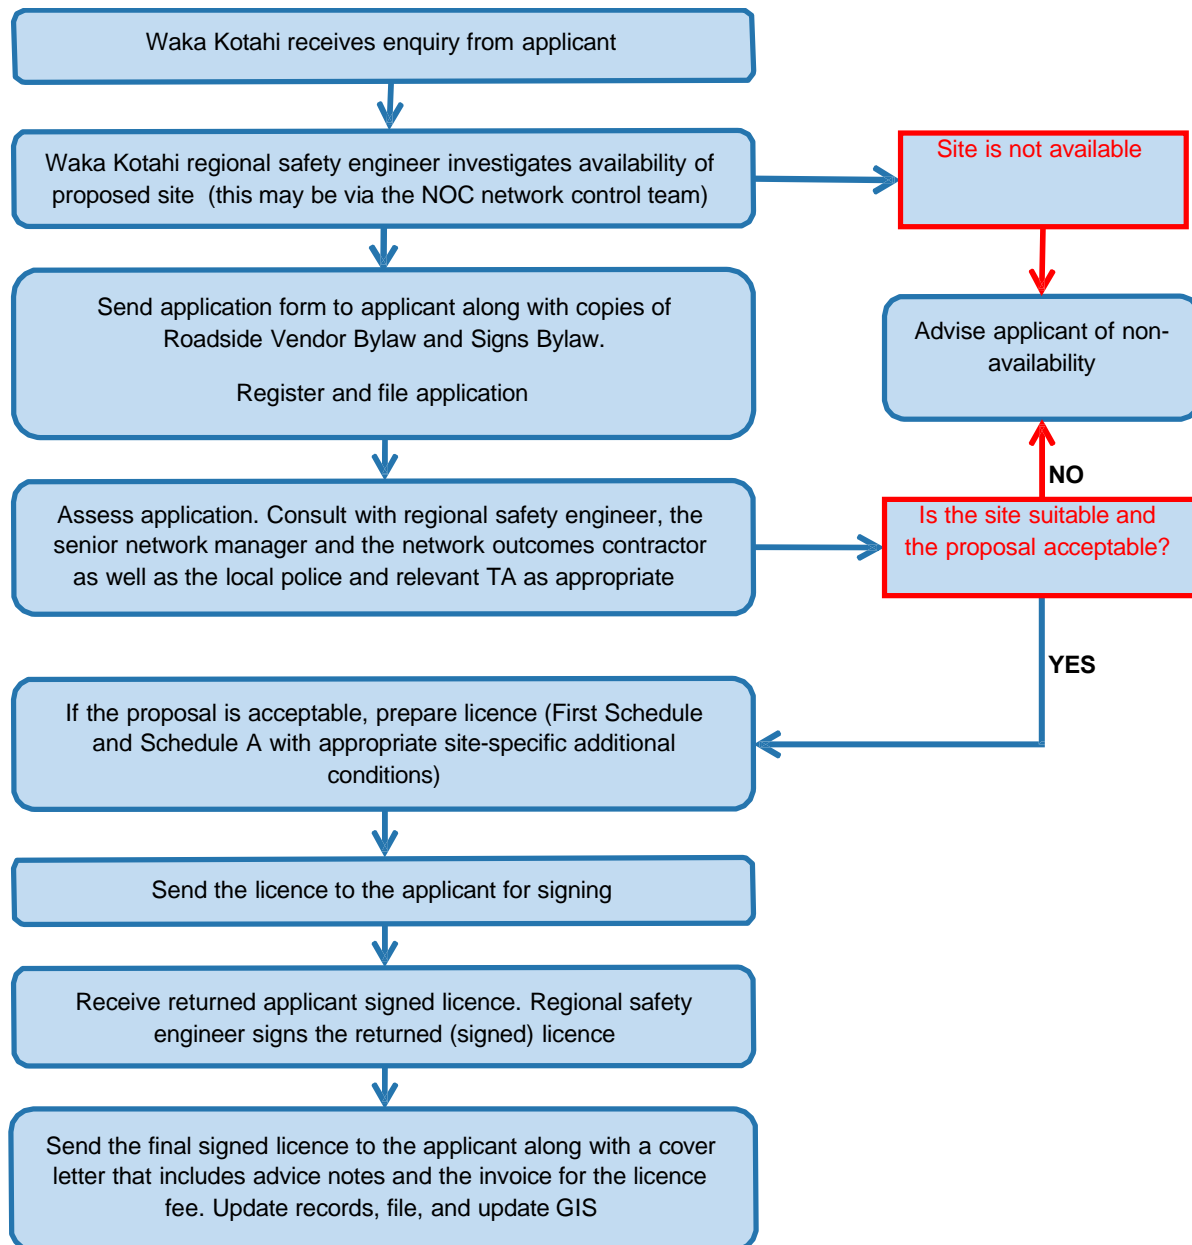 Waka Kotahi receives enquiry from applicant
Waka Kotahi regional safety engineer investigates availability of
proposed site (this may be via the NOC network control team)
Site is not available
Send application form to applicant along with copies of
Roadside Vendor Bylaw and Signs Bylaw.
Register and file application
Advise applicant of non-
availability
NO
Assess application. Consult with regional safety engineer, the
senior network manager and the network outcomes contractor
as well as the local police and relevant TA as appropriate
Is the site suitable and
the proposal acceptable?
YES
If the proposal is acceptable, prepare licence (First Schedule
and Schedule A with appropriate site-specific additional
conditions)
Send the licence to the applicant for signing
Receive returned applicant signed licence. Regional safety
engineer signs the returned (signed) licence
Send the final signed licence to the applicant along with a cover
letter that includes advice notes and the invoice for the licence
fee. Update records, file, and update GIS